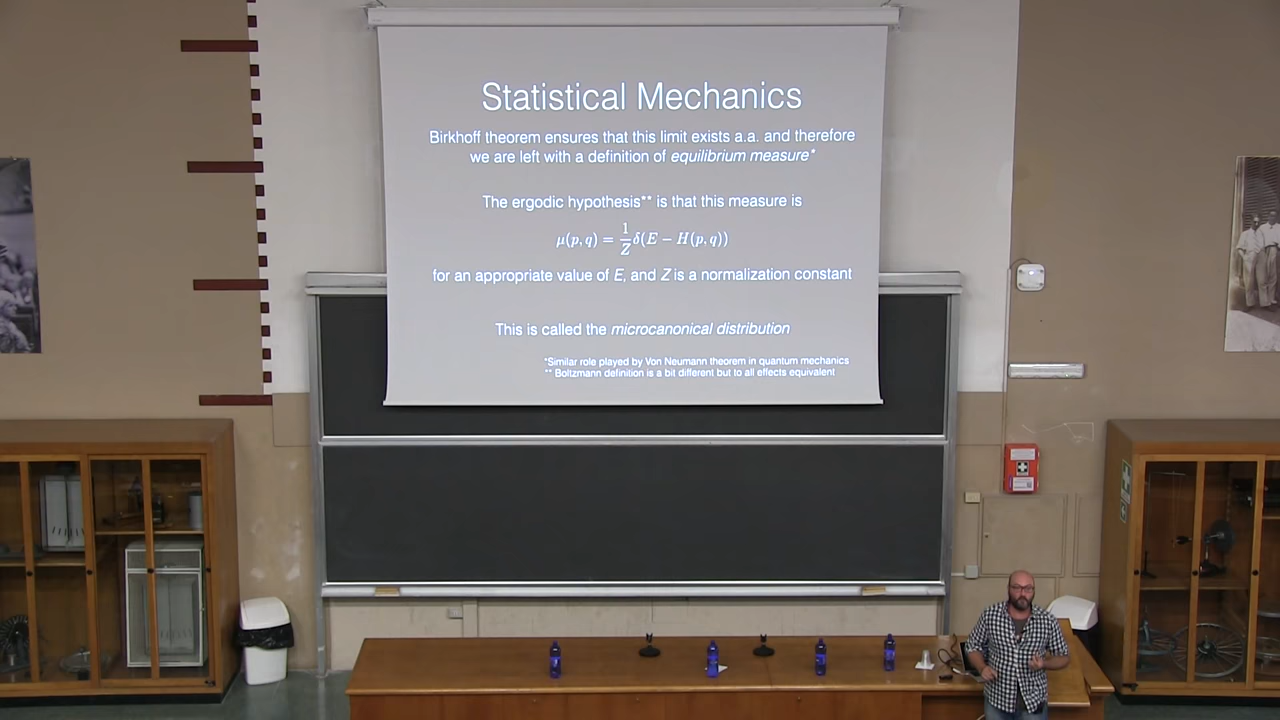 Statistical Mechanics
Birkhoff theorem ensures that this limit exists a.a. and therefore
we are left with a definition of equilibrium measure*
The ergodic hypothesis** is that this measure is
μ(p, q) = 1/Z δ(E − H(p, q))
for an appropriate value of E, and Z is a normalization constant
This is called the microcanonical distribution
*Similar role played by Von Neumann theorem in quantum mechanics
** Boltzmann definition is a bit different but to all effects equivalent